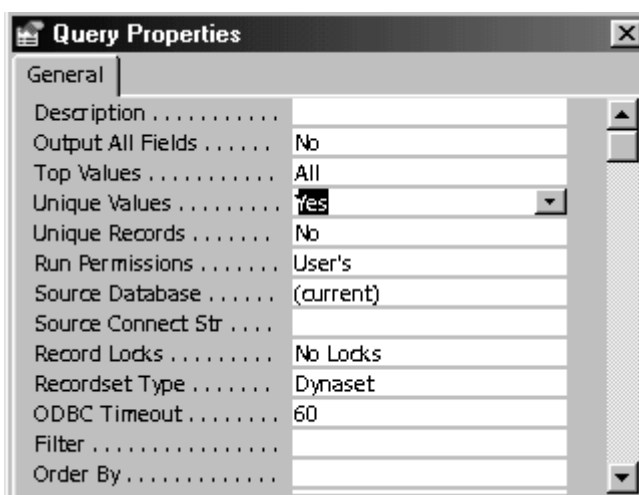 Query Properties
General
Description . . . . . . . . . . .
Output All Fields . . . . . . No
Top Values . . . . . . . . . . . All
Unique Values . . . . . . . . . Yes
Unique Records . . . . . . . No
Run Permissions . . . . . . . User's
Source Database . . . . . . (current)
Source Connect Str . . . .
Record Locks . . . . . . . . . No Locks
Recordset Type . . . . . . . Dynaset
ODBC Timeout . . . . . . . . 60
Filter . . . . . . . . . . . . . . . .
Order By . . . . . . . . . . . . .